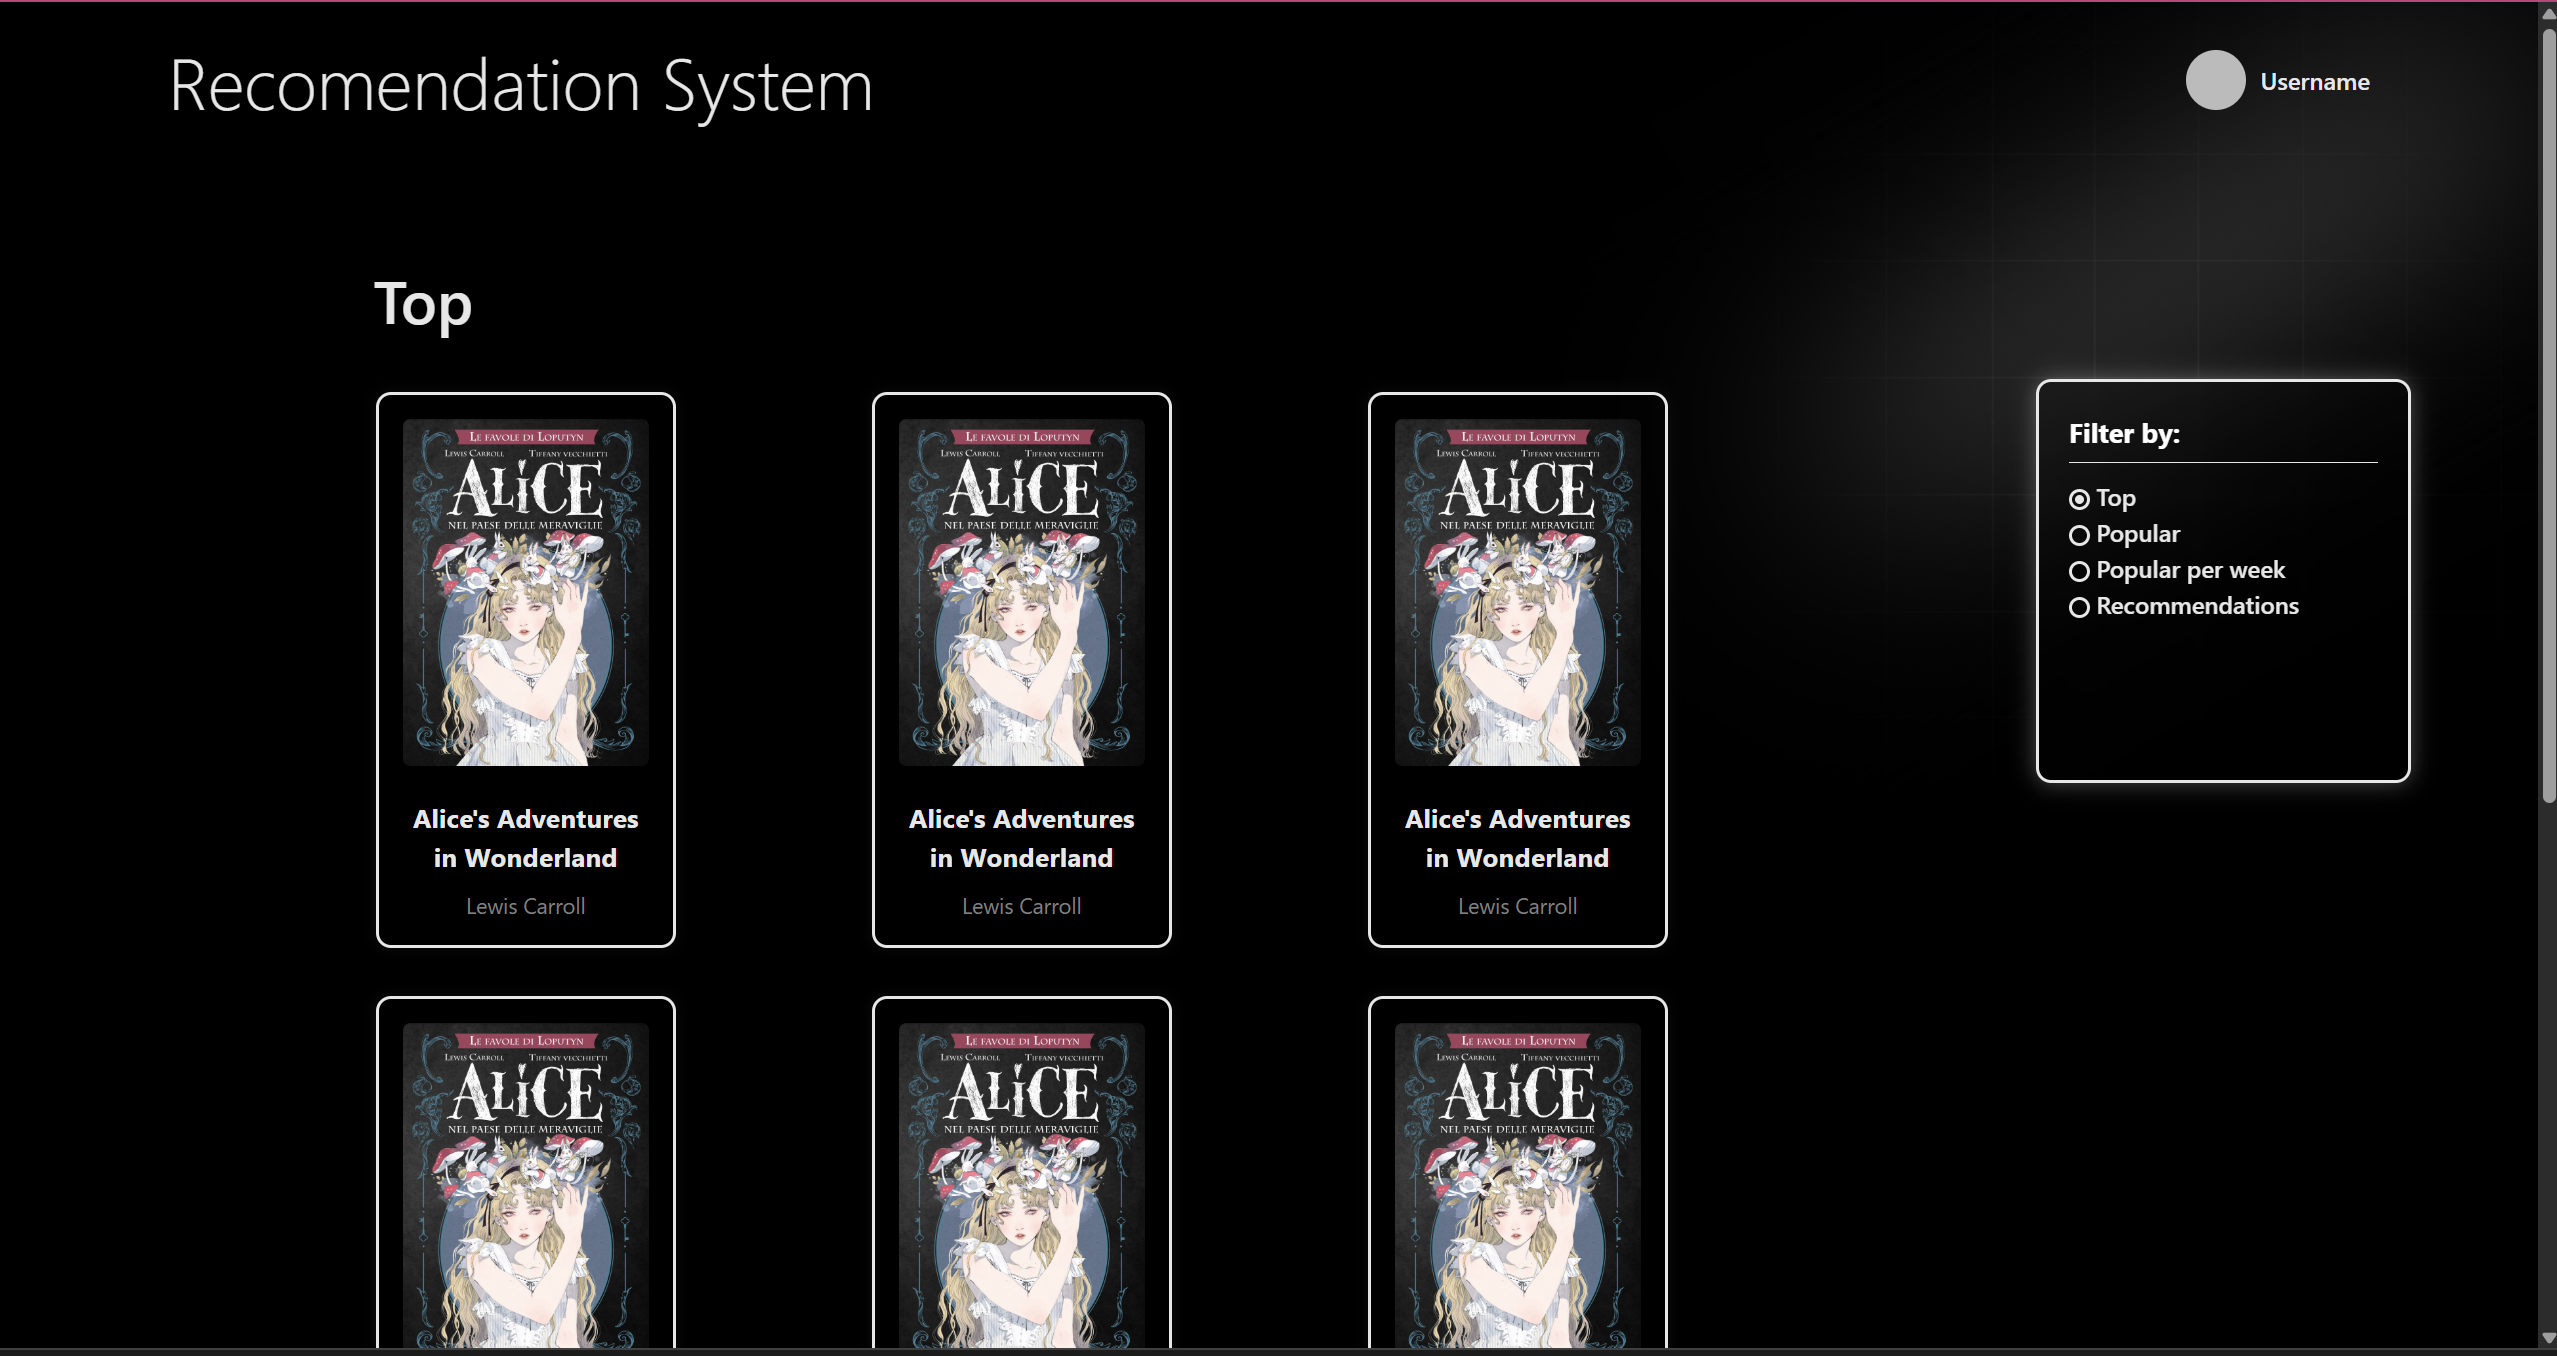 Recomendation System
Username
Top
LE FAVOLE DI LOPUTYN
LEWIS CARROLL TIFFANY VECCHIETTI
ALiCE
NEL PAESE DELLE MERAVIGLIE
Alice's Adventures
in Wonderland
Lewis Carroll
LE FAVOLE DI LOPUTYN
LEWIS CARROLL TIFFANY VECCHIETTI
ALiCE
NEL PAESE DELLE MERAVIGLIE
Alice's Adventures
in Wonderland
Lewis Carroll
LE FAVOLE DI LOPUTYN
LEWIS CARROLL TIFFANY VECCHIETTI
ALiCE
NEL PAESE DELLE MERAVIGLIE
Alice's Adventures
in Wonderland
Lewis Carroll
Filter by:
Top
Popular
Popular per week
Recommendations
LE FAVOLE DI LOPUTYN
LEWIS CARROLL TIFFANY VECCHIETTI
ALiCE
NEL PAESE DELLE MERAVIGLIE
LE FAVOLE DI LOPUTYN
LEWIS CARROLL TIFFANY VECCHIETTI
ALiCE
NEL PAESE DELLE MERAVIGLIE
LE FAVOLE DI LOPUTYN
LEWIS CARROLL TIFFANY VECCHIETTI
ALiCE
NEL PAESE DELLE MERAVIGLIE